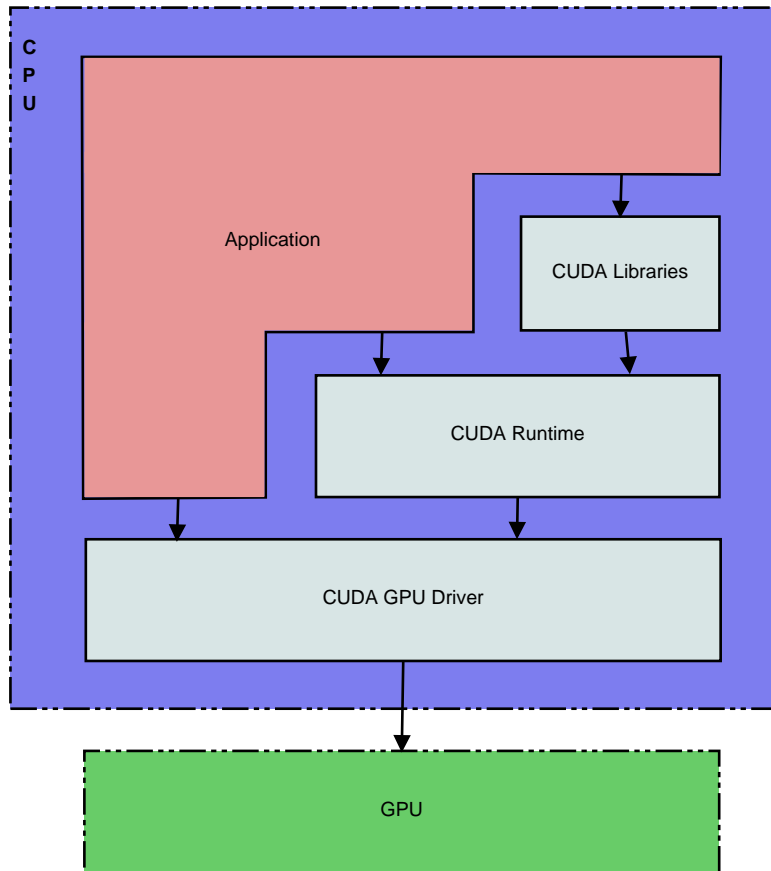 C
P
U
Application
CUDA Libraries
CUDA Runtime
CUDA GPU Driver
GPU